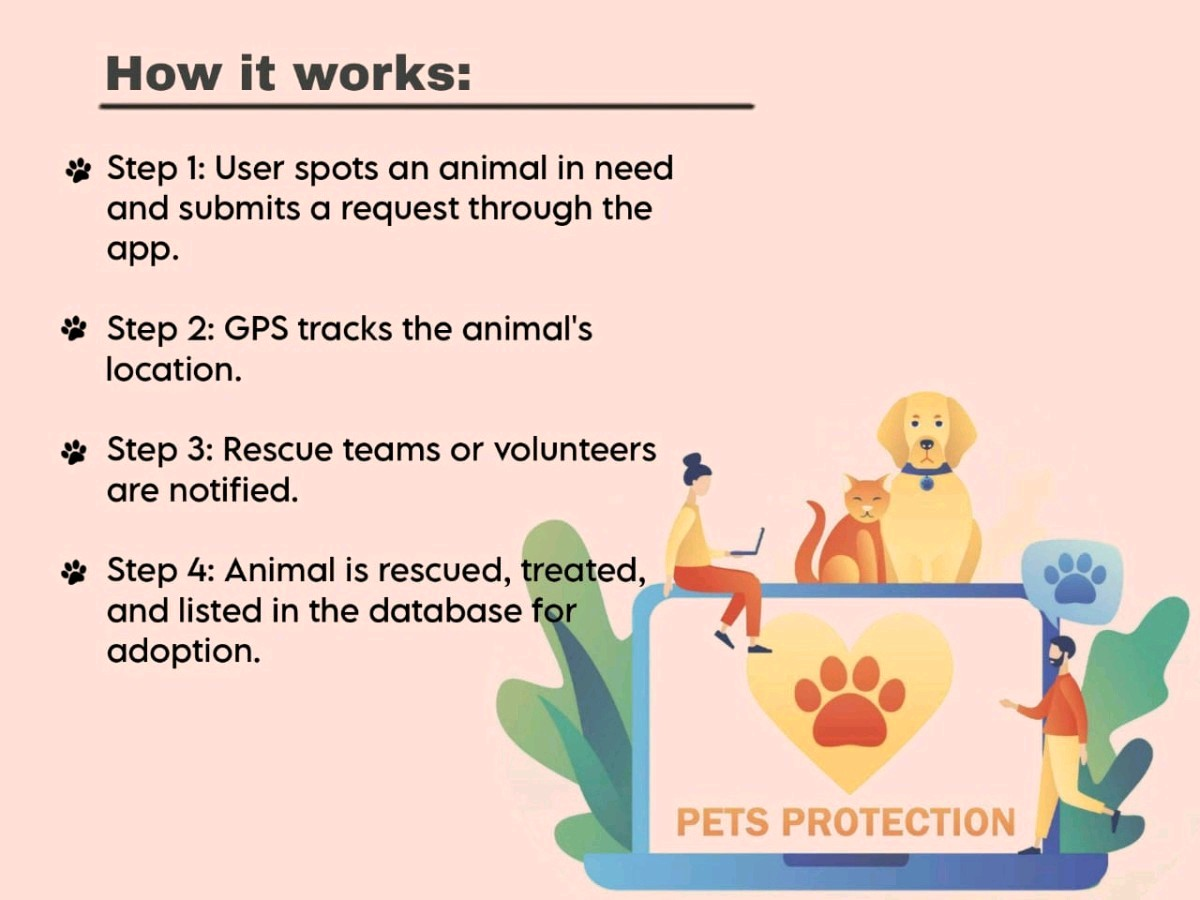 How it works:
Step 1: User spots an animal in need
and submits a request through the
app.
Step 2: GPS tracks the animal's
location.
Step 3: Rescue teams or volunteers
are notified.
Step 4: Animal is rescued, treated,
and listed in the database for
adoption.
PETS PROTECTION